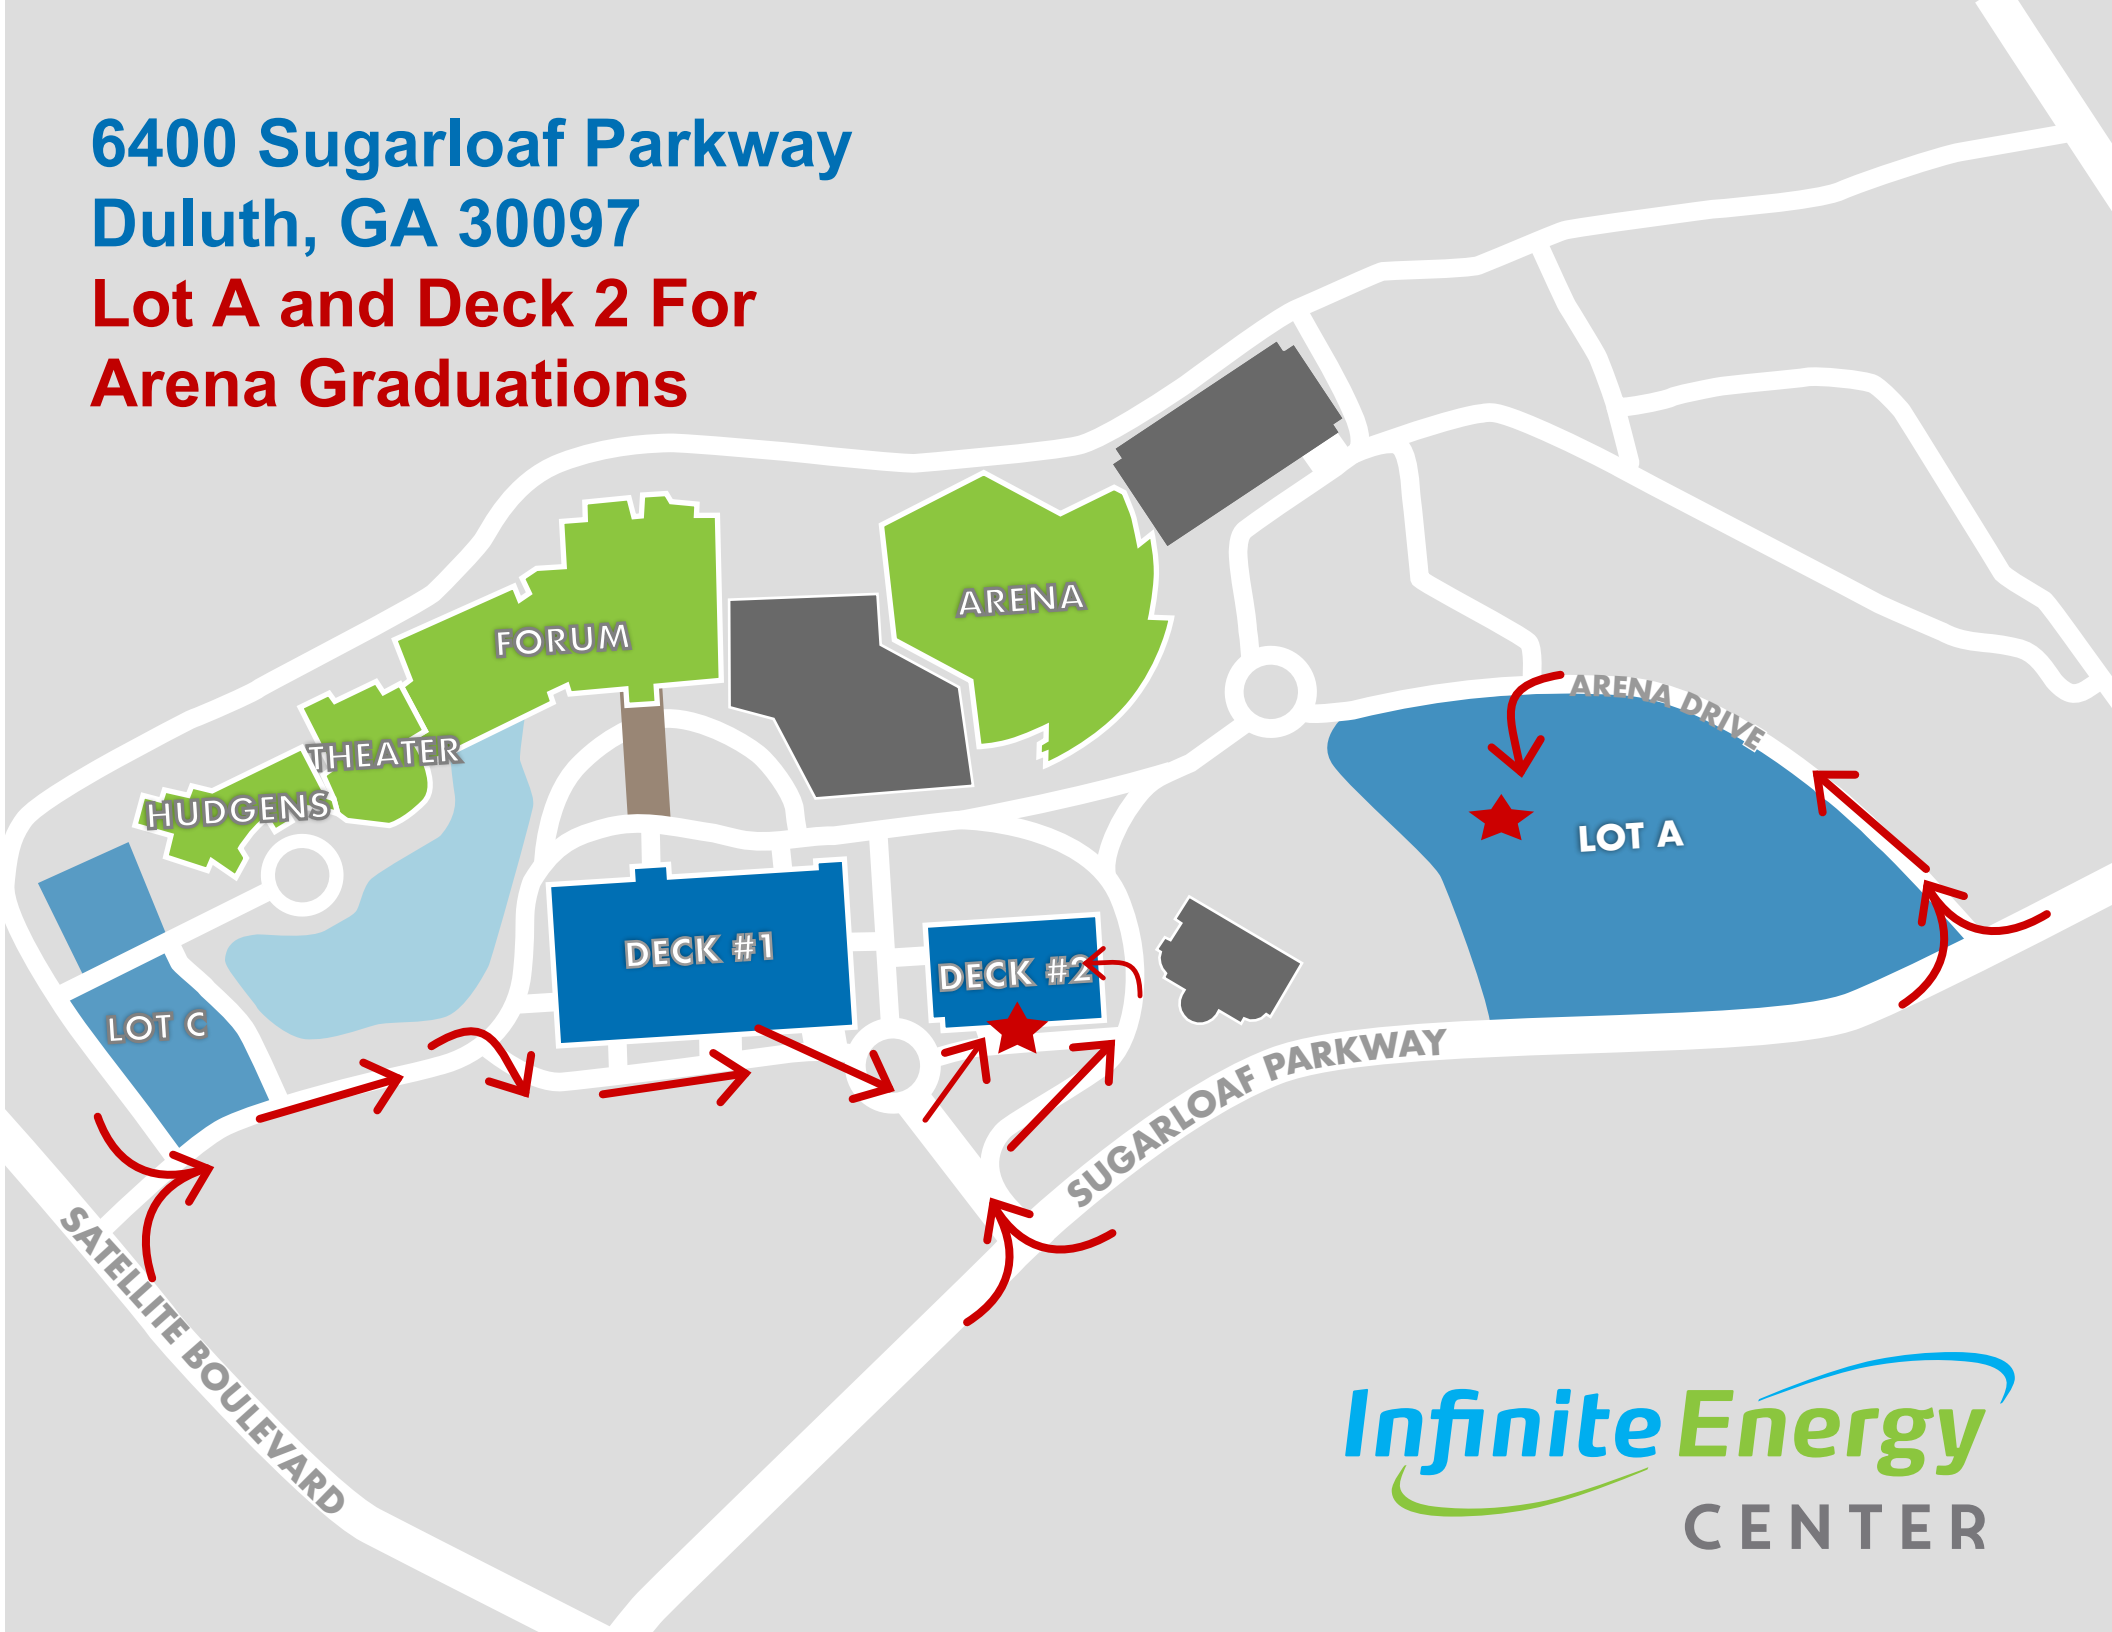 6400 Sugarloaf Parkway
Duluth, GA 30097
Lot A and Deck 2 For
Arena Graduations
ARENA
FORUM
THEATER
HUDGENS
ARENA DRIVE
LOT A
DECK #1
DECK #2
LOT C
SUGARLOAF PARKWAY
SATELLITE BOULEVARD
Infinite Energy
CENTER